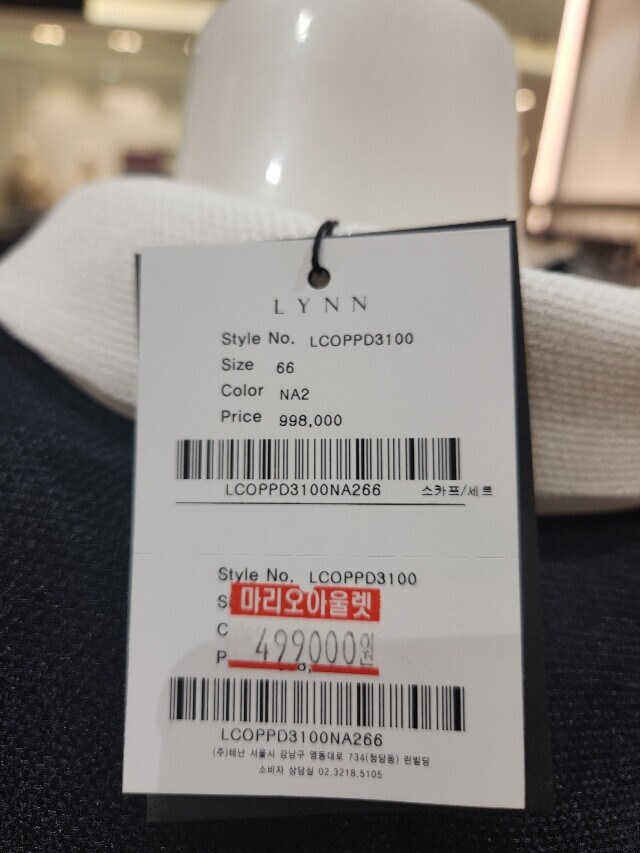 LYNN
Style No. LCOPPD3100
Size 66
Color NA2
Price 998,000
LCOPPD3100NA266 스카프/세트
Style No. LCOPPD3100
S 마리오아울렛
C
P 499000원
LCOPPD3100NA266
(주)테난 서울시 강남구 영동대로 734(청담동) 린빌딩
소비자 상담실 02.3218.5105